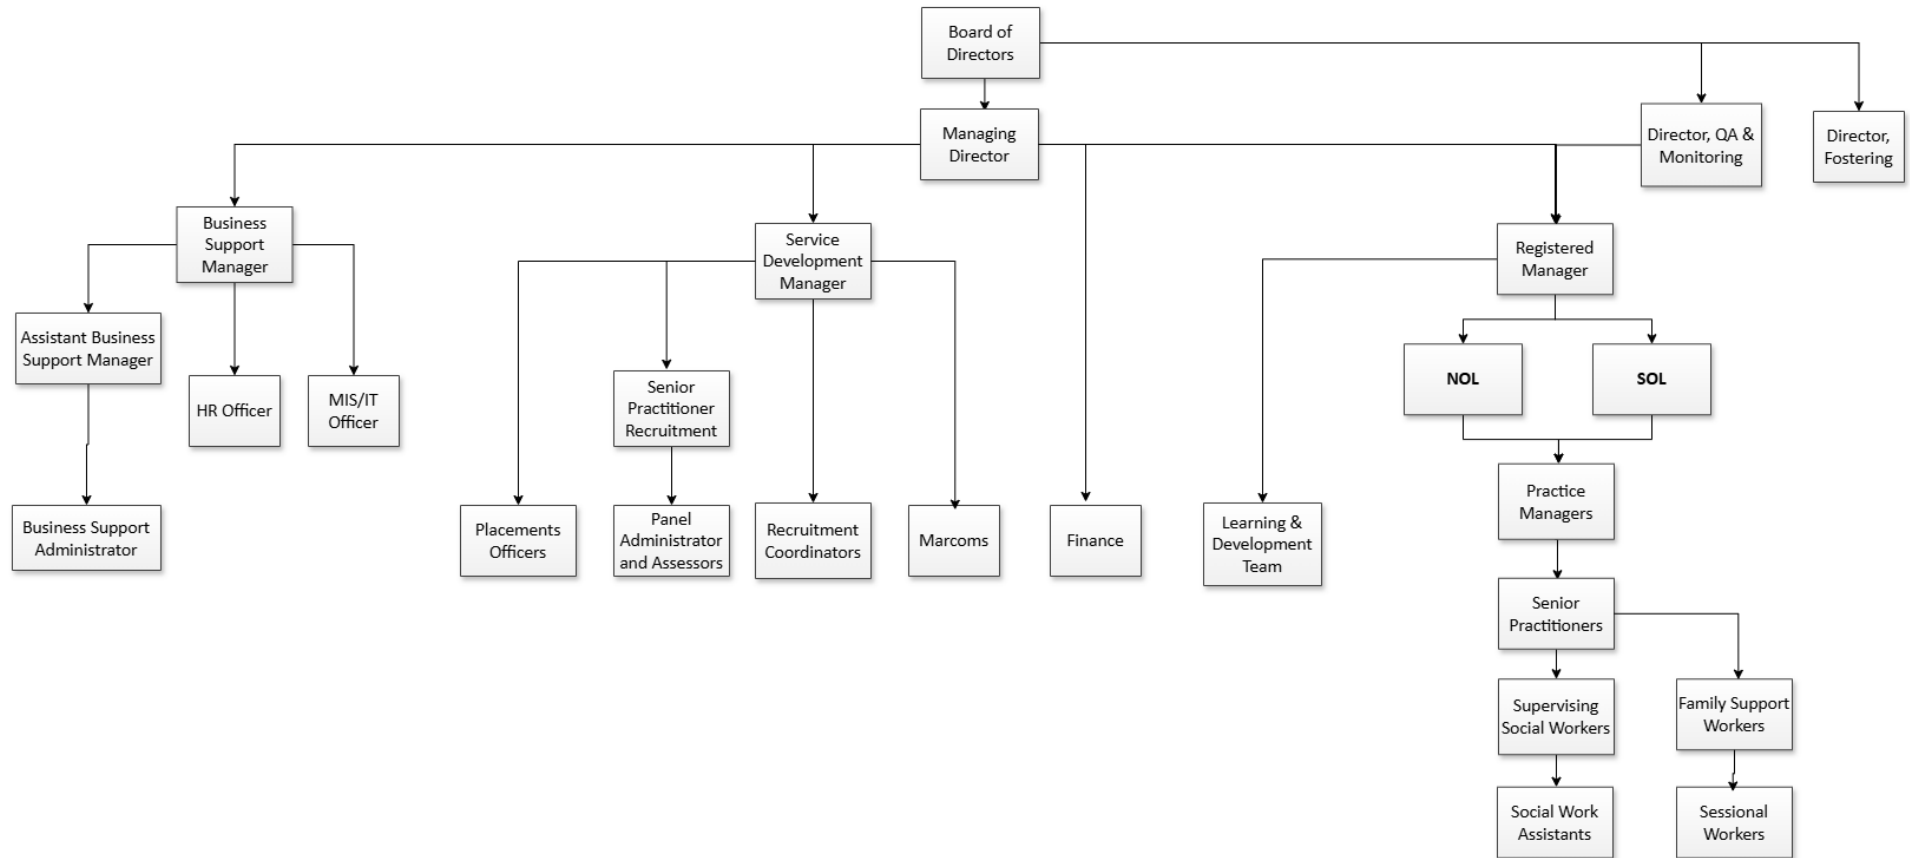 Board of
Directors
Managing
Director
Director, QA &
Monitoring
Director,
Fostering
Business
Support
Manager
Service
Development
Manager
Registered
Manager
Assistant Business
Support Manager
HR Officer
MIS/IT
Officer
Senior
Practitioner
Recruitment
NOL
SOL
Business Support
Administrator
Placements
Officers
Panel
Administrator
and Assessors
Recruitment
Coordinators
Marcoms
Finance
Learning &
Development
Team
Practice
Managers
Senior
Practitioners
Supervising
Social Workers
Family Support
Workers
Social Work
Assistants
Sessional
Workers